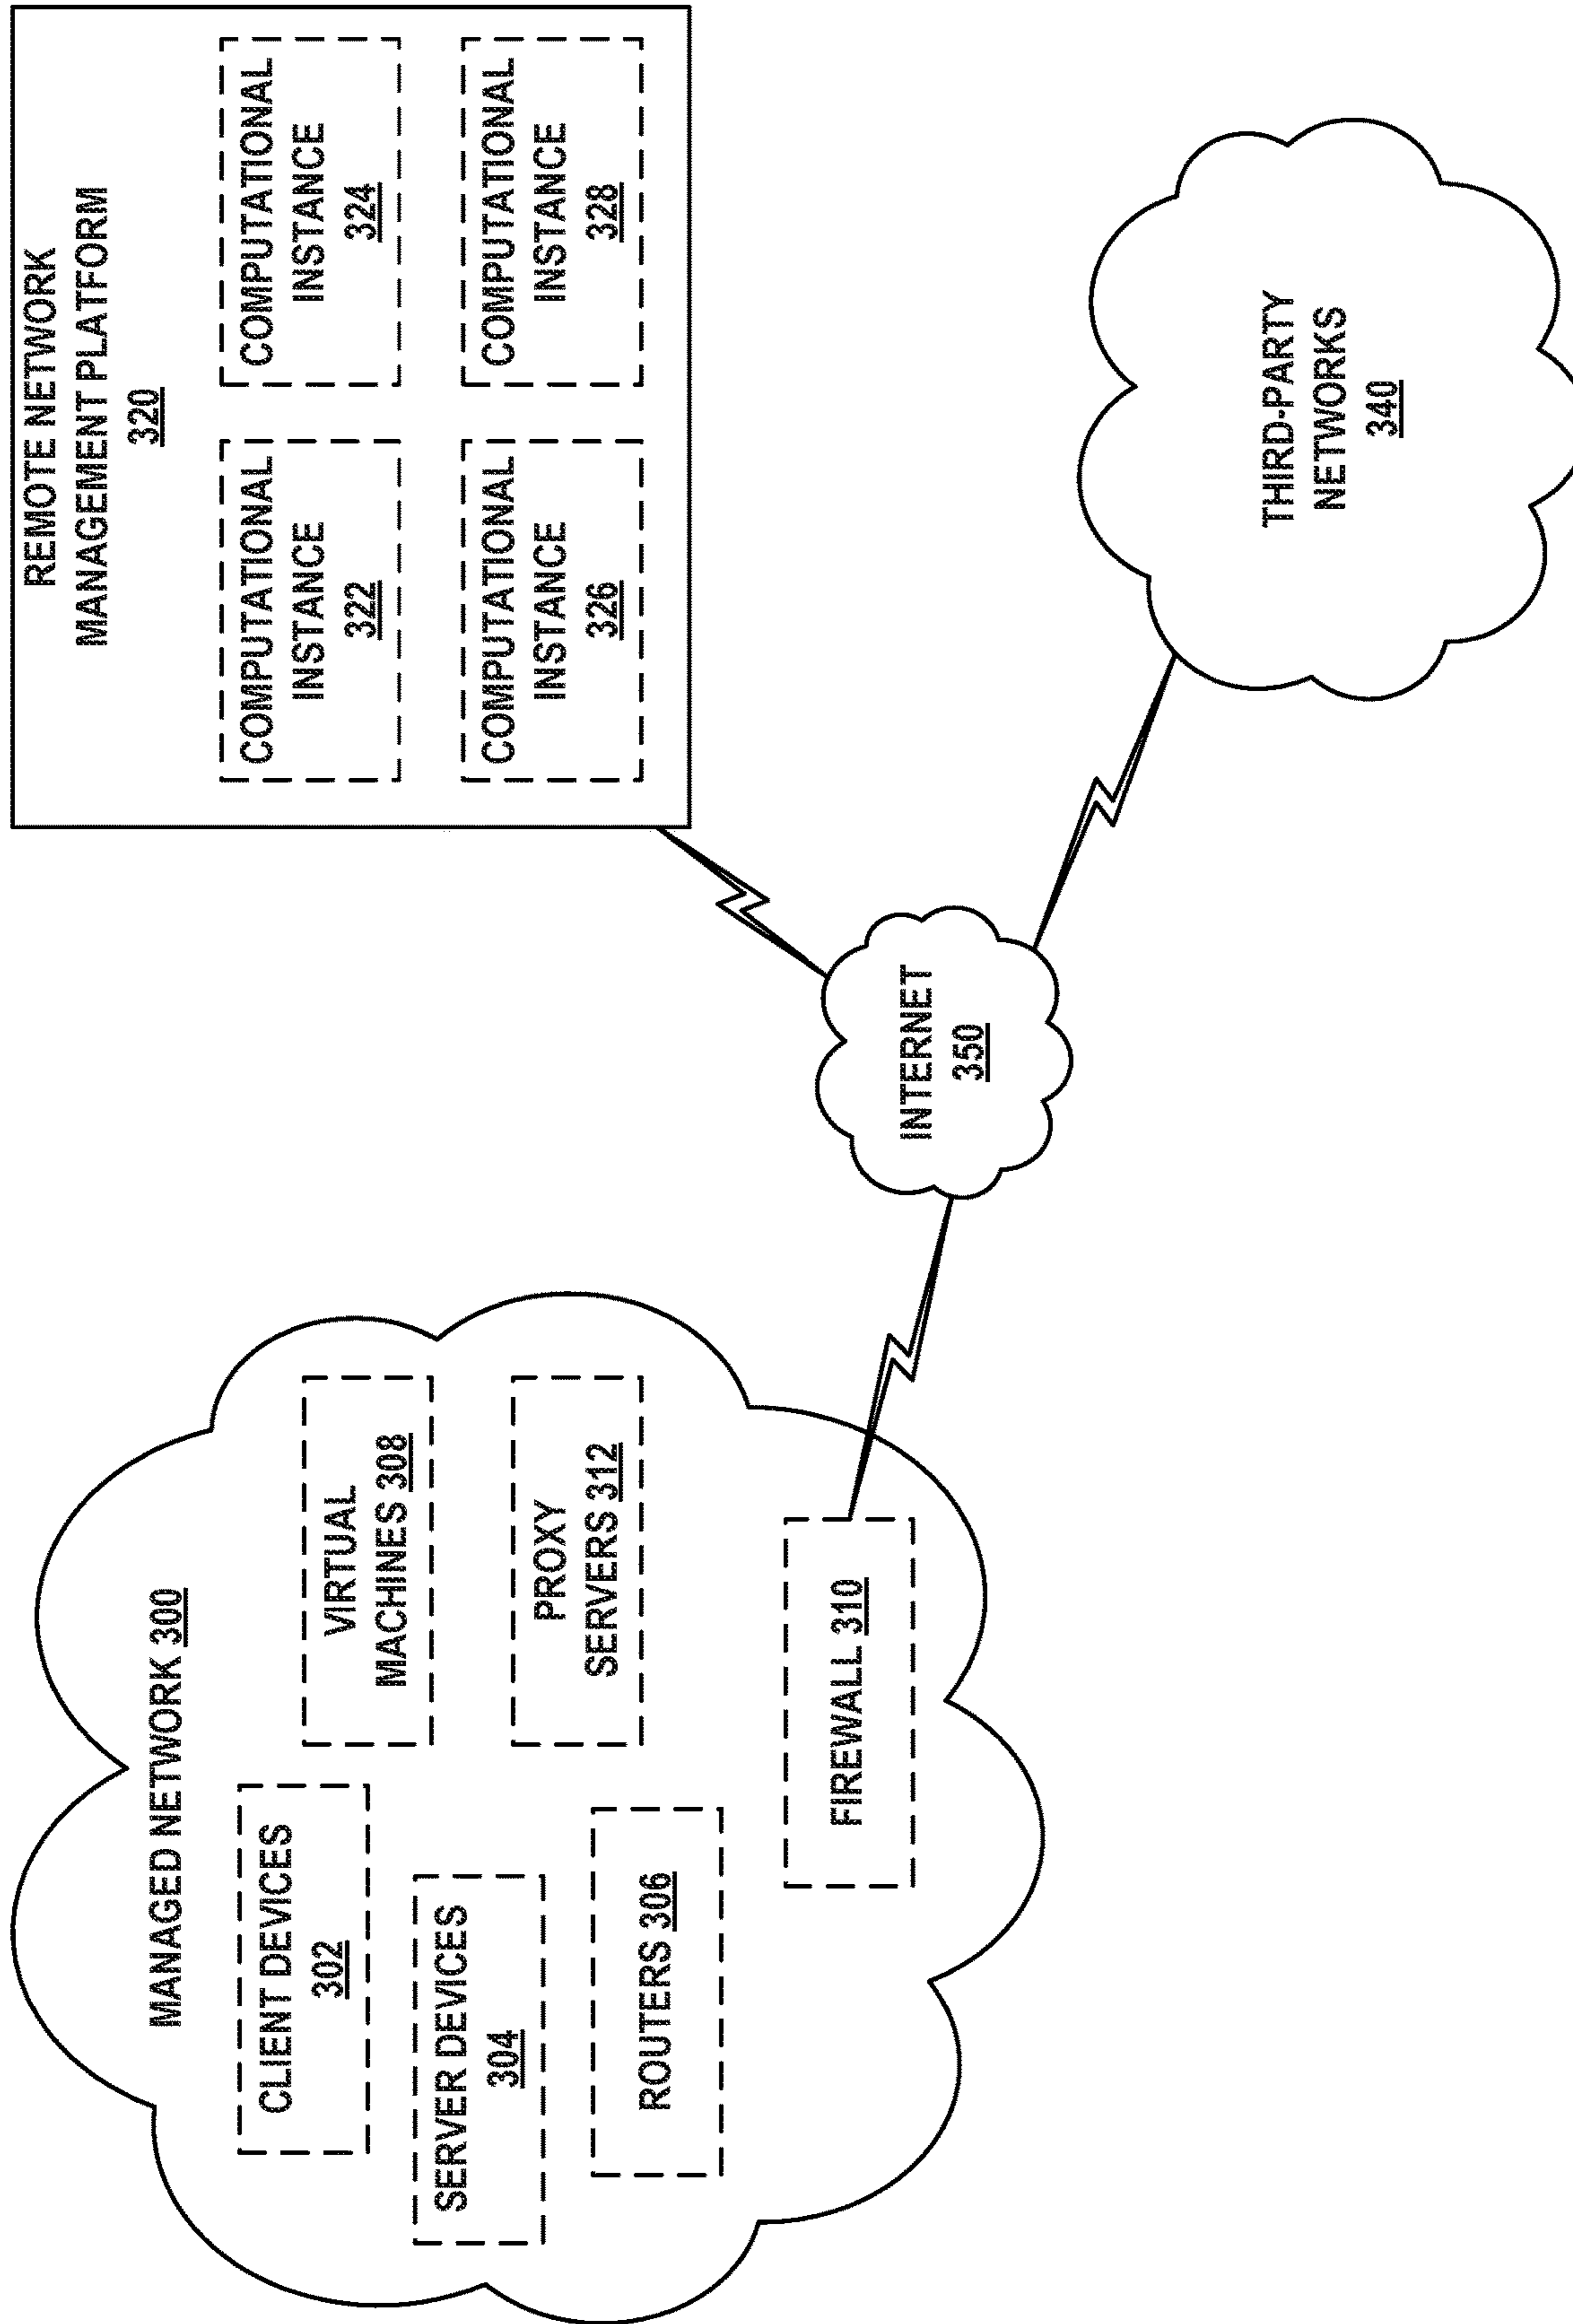 MANAGED NETWORK 300
CLIENT DEVICES
302
VIRTUAL
MACHINES 308
SERVER DEVICES
304
PROXY
SERVERS 312
ROUTERS 306
FIREWALL 310
INTERNET
350
REMOTE NETWORK
MANAGEMENT PLATFORM
320
COMPUTATIONAL
INSTANCE
322
COMPUTATIONAL
INSTANCE
324
COMPUTATIONAL
INSTANCE
326
COMPUTATIONAL
INSTANCE
328
THIRD-PARTY
NETWORKS
340